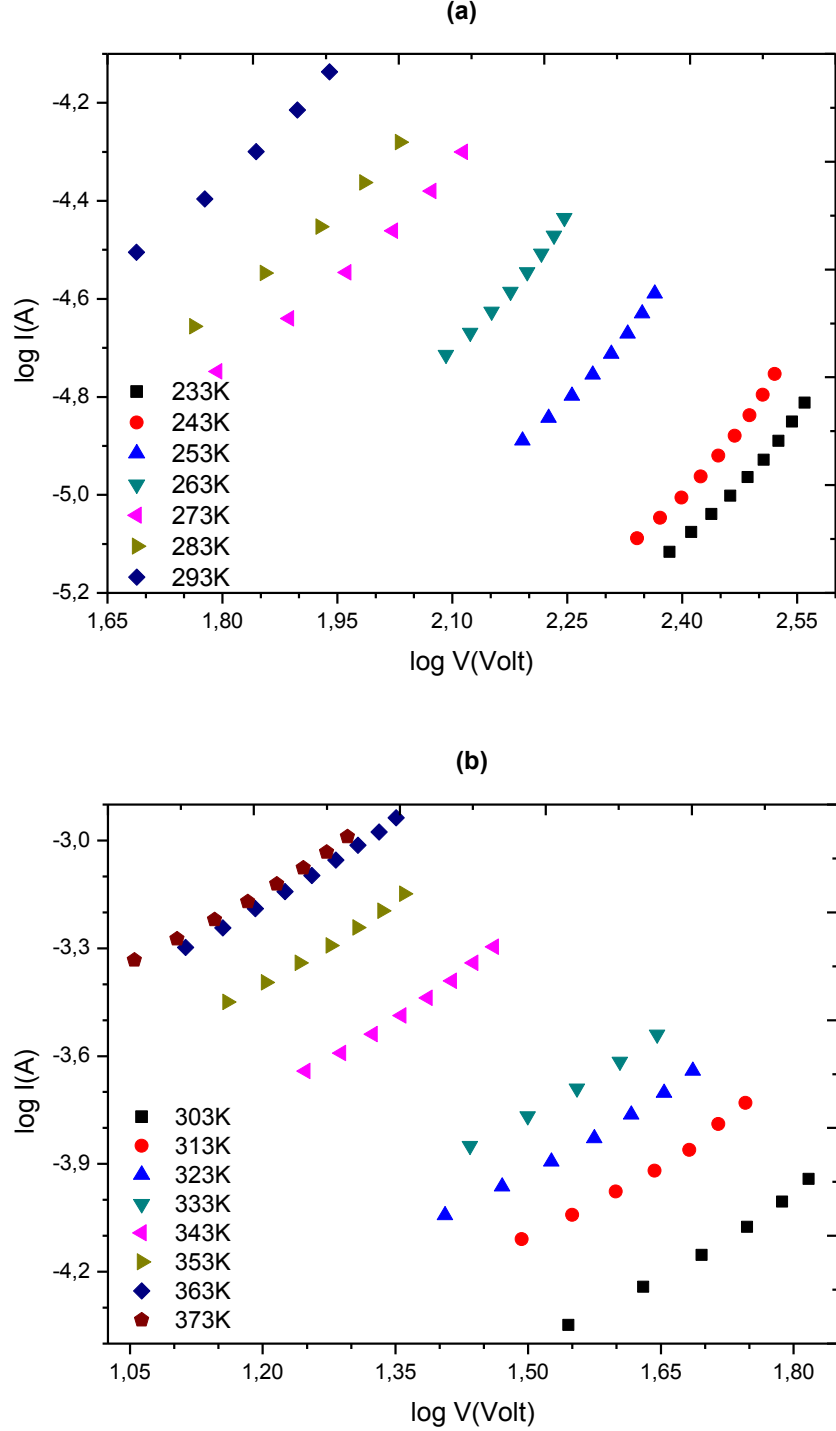 (a)
-4,2
-4,4
-4,6
-4,8
-5,0
-5,2
log I(A)
233K
243K
253K
263K
273K
283K
293K
1,65 1,80 1,95 2,10 2,25 2,40 2,55
log V(Volt)
(b)
-3,0
-3,3
-3,6
-3,9
-4,2
log I(A)
303K
313K
323K
333K
343K
353K
363K
373K
1,05 1,20 1,35 1,50 1,65 1,80
log V(Volt)